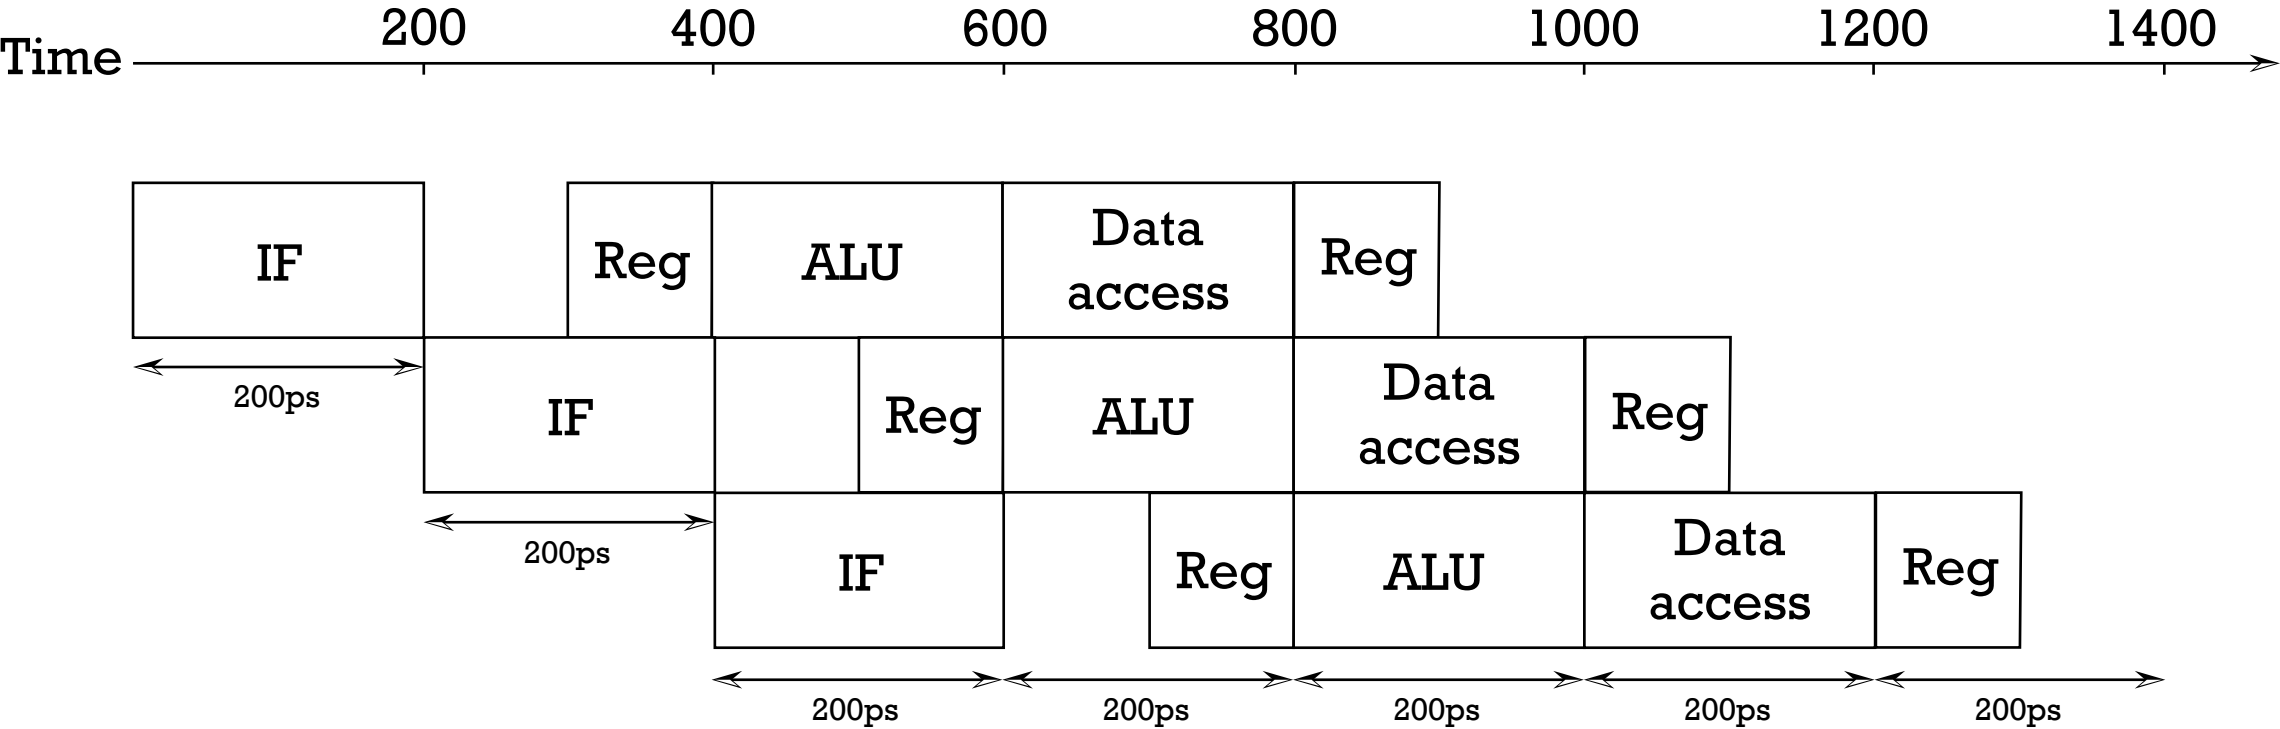 Time 200 400 600 800 1000 1200 1400
IF Reg ALU Data access Reg
200ps
IF Reg ALU Data access Reg
200ps
IF Reg ALU Data access Reg
200ps 200ps 200ps 200ps 200ps